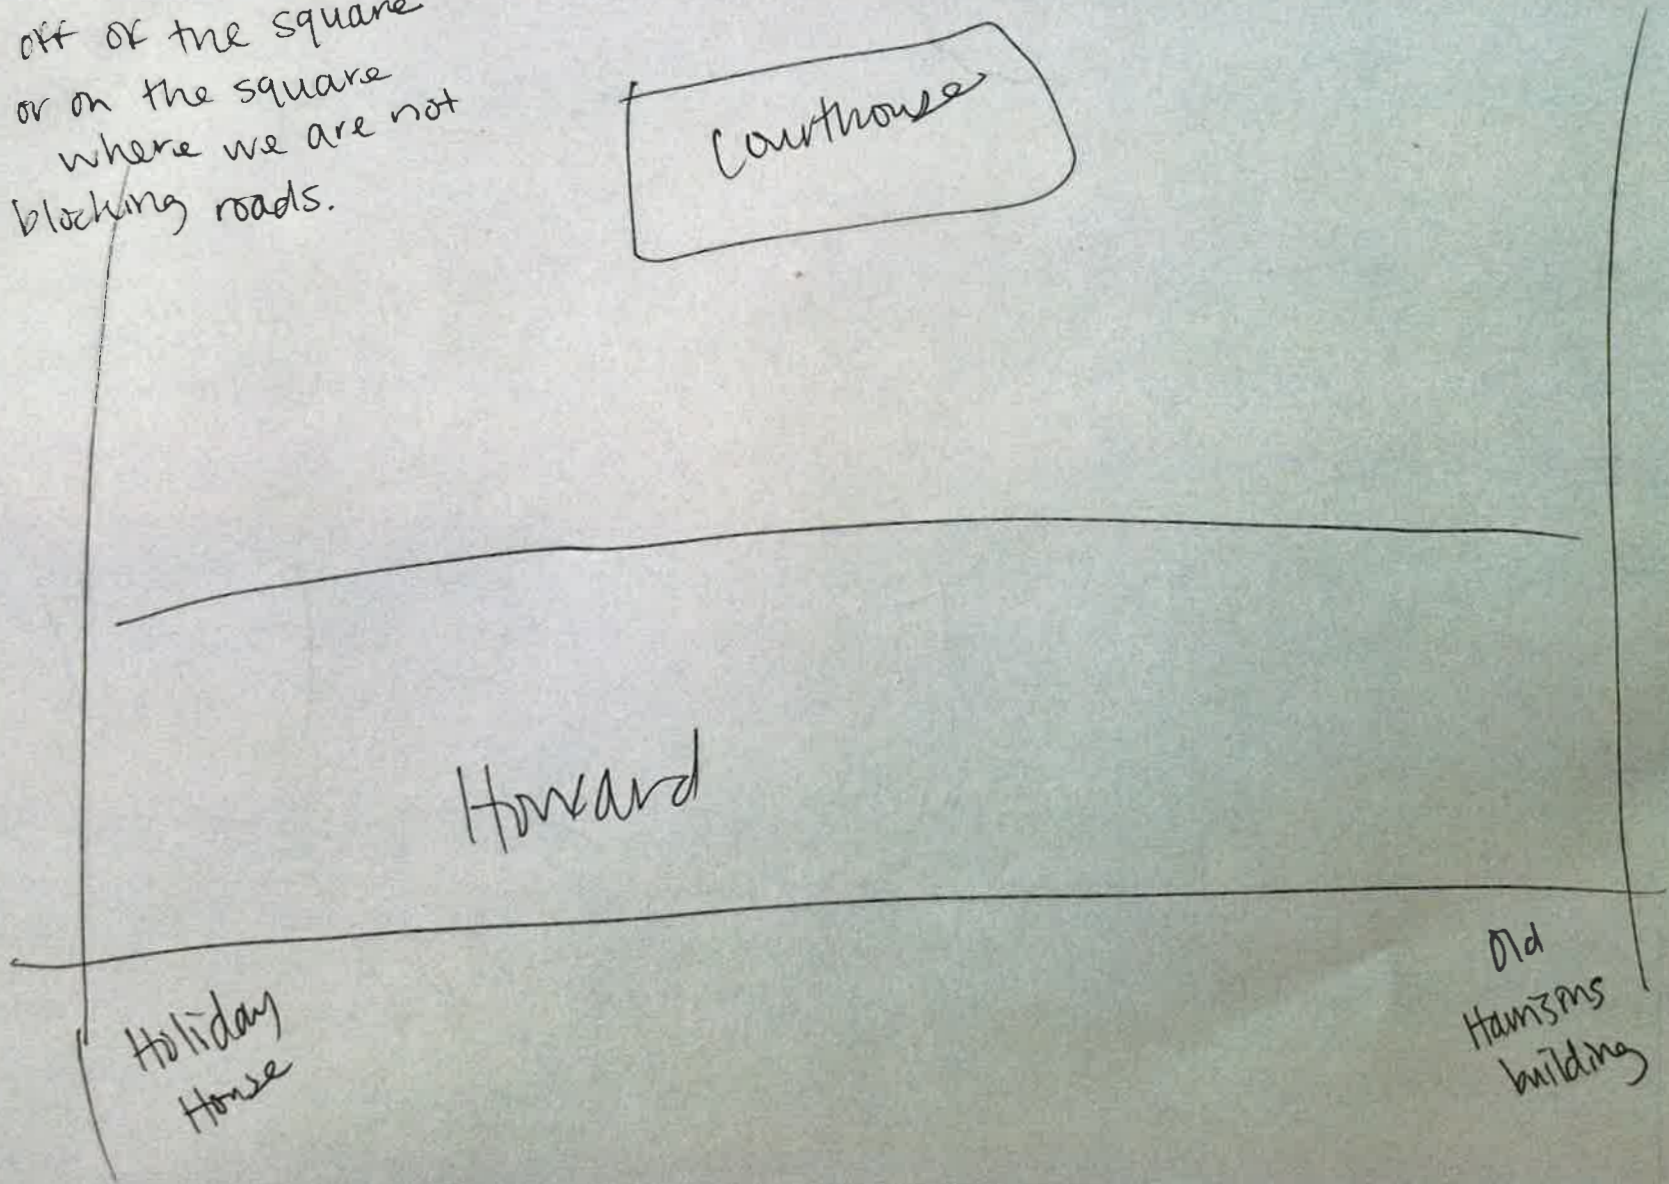 off of the square
or on the square
where we are not
blocking roads.
Courthouse
Howard
Holiday
House
Old
Harrisons
building